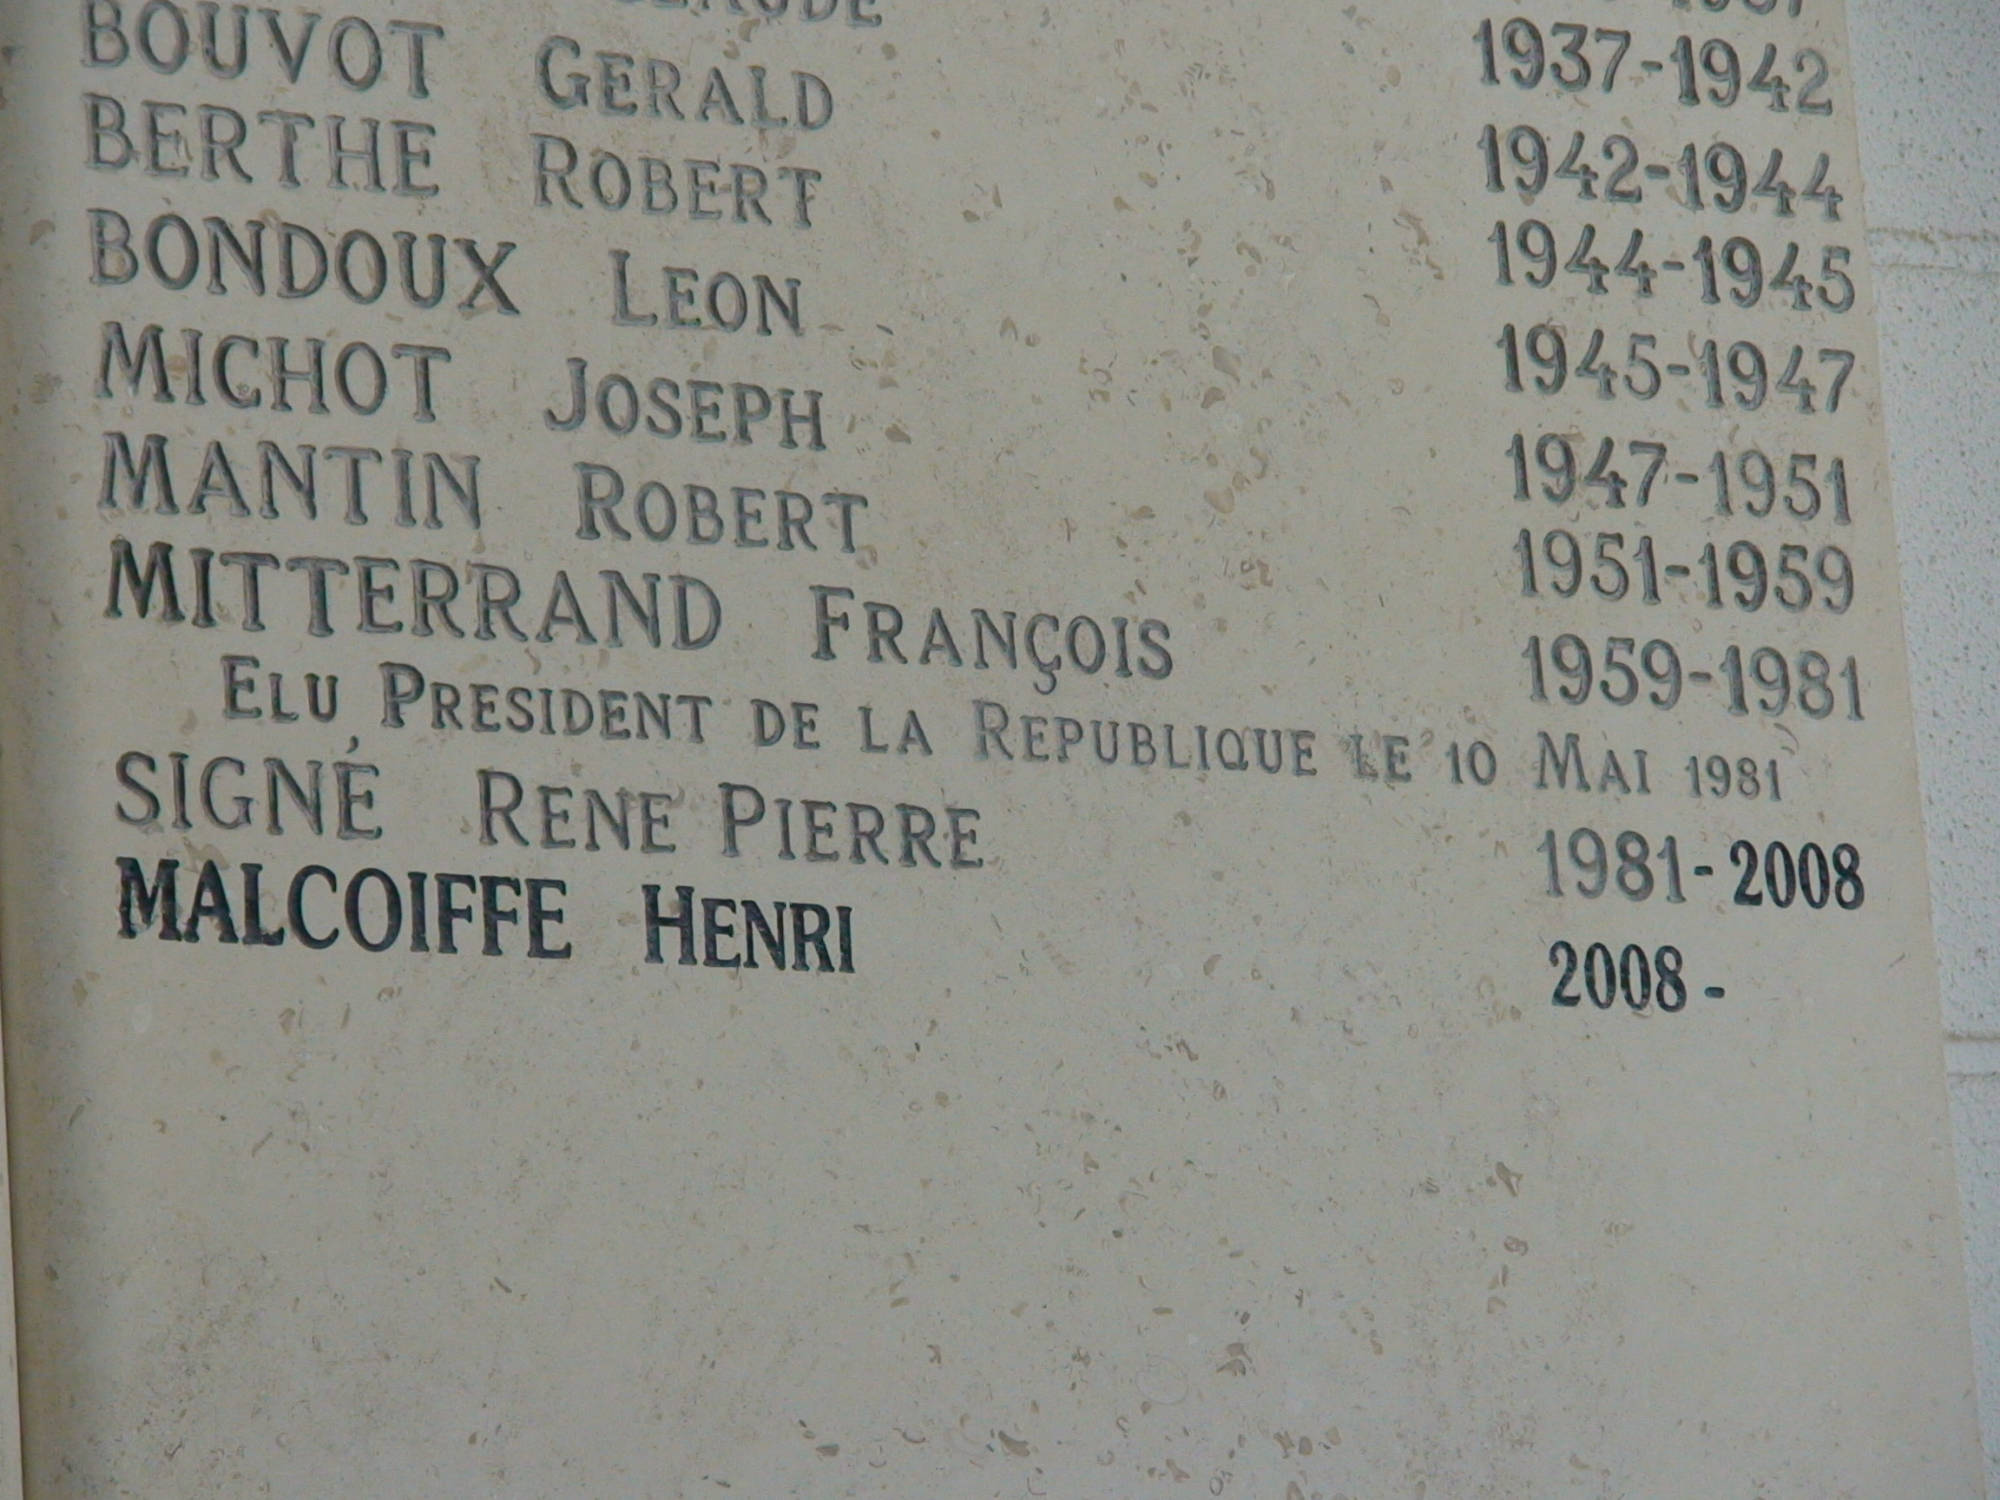 CLAUDE 1937-1942
BOUVOT GERALD 1942-1944
BERTHE ROBERT 1944-1945
BONDOUX LEON 1945-1947
MICHOT JOSEPH 1947-1951
MANTIN ROBERT 1951-1959
MITTERRAND FRANÇOIS 1959-1981
ELU PRESIDENT DE LA REPUBLIQUE LE 10 MAI 1981
SIGNÉ RENE PIERRE 1981-2008
MALCOIFFE HENRI 2008-